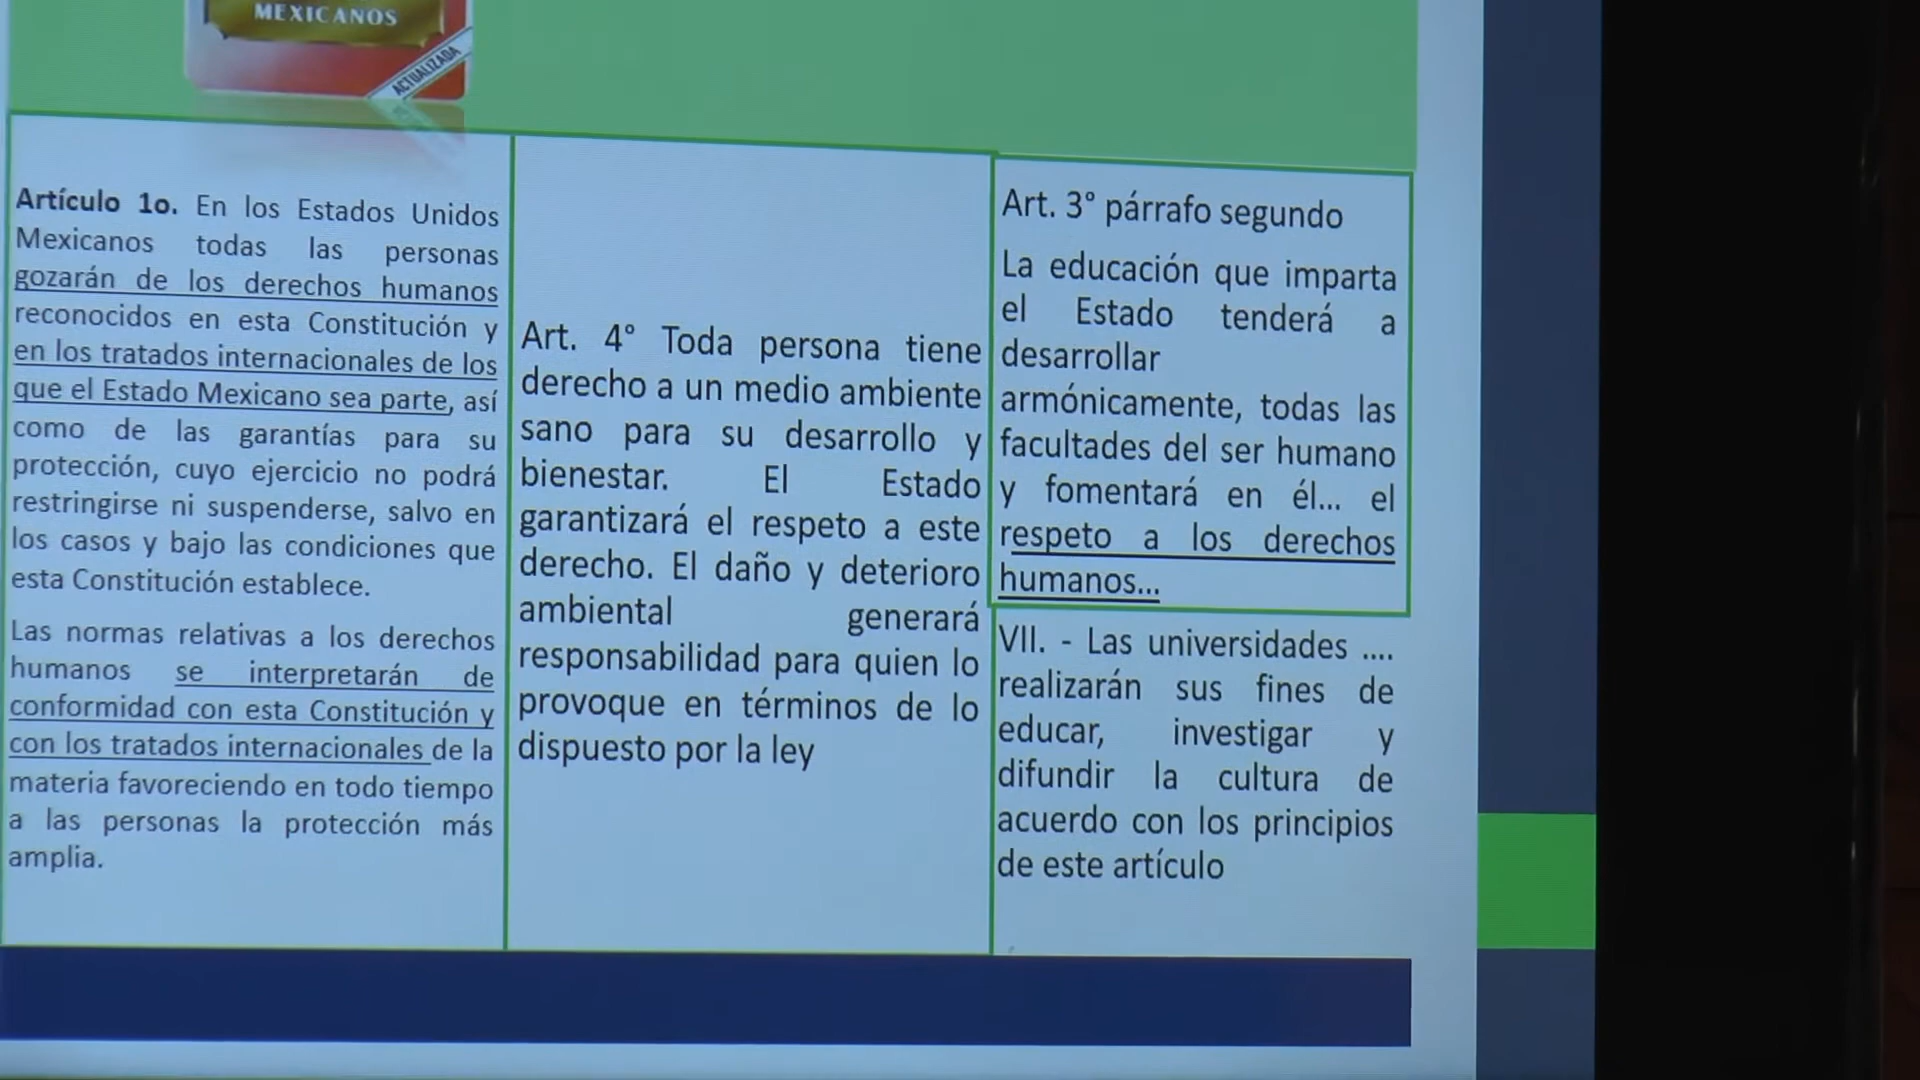 MEXICANOS
ACTUALIZADA
Artículo 1o. En los Estados Unidos
Mexicanos todas las personas
gozarán de los derechos humanos
reconocidos en esta Constitución y
en los tratados internacionales de los
que el Estado Mexicano sea parte, así
como de las garantías para su
protección, cuyo ejercicio no podrá
restringirse ni suspenderse, salvo en
los casos y bajo las condiciones que
esta Constitución establece.
Las normas relativas a los derechos
humanos se interpretarán de
conformidad con esta Constitución y
con los tratados internacionales de la
materia favoreciendo en todo tiempo
a las personas la protección más
amplia.
Art. 4° Toda persona tiene
derecho a un medio ambiente
sano para su desarrollo y
bienestar. El Estado
garantizará el respeto a este
derecho. El daño y deterioro
ambiental generará
responsabilidad para quien lo
provoque en términos de lo
dispuesto por la ley
Art. 3° párrafo segundo
La educación que imparta
el Estado tenderá a
desarrollar
armónicamente, todas las
facultades del ser humano
y fomentará en él... el
respeto a los derechos
humanos...
VII. - Las universidades ....
realizarán sus fines de
educar, investigar y
difundir la cultura de
acuerdo con los principios
de este artículo